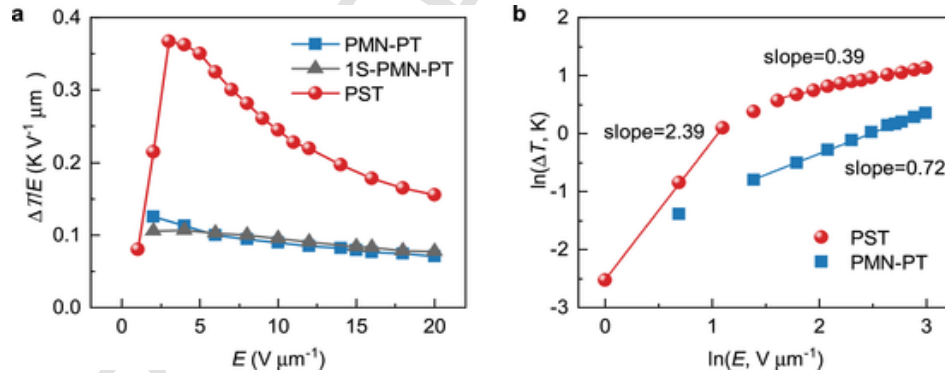 a
0.4
0.3
0.2
0.1
0.0
ΔT/E (K V⁻¹ μm)
PMN-PT
1S-PMN-PT
PST
0 5 10 15 20
E (V μm⁻¹)
b
2
1
0
-1
-2
-3
ln(ΔT, K)
slope=0.39
slope=2.39
slope=0.72
PST
PMN-PT
0 1 2 3
ln(E, V μm⁻¹)